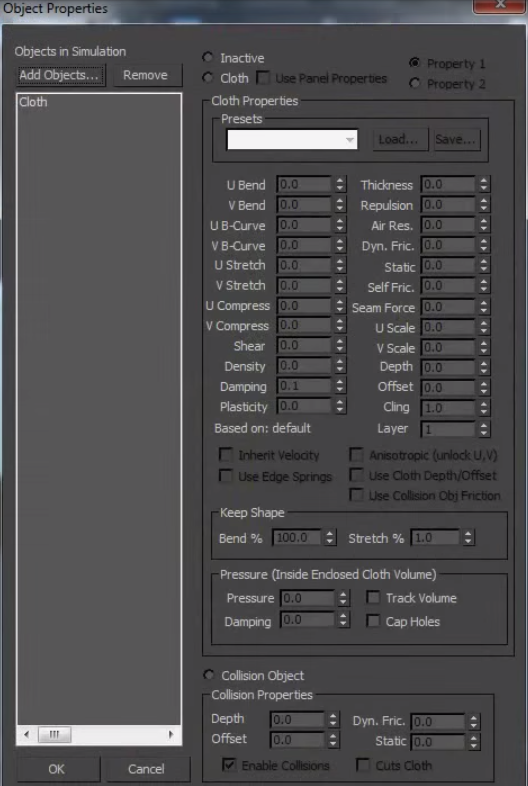 Object Properties
Objects in Simulation
Add Objects... Remove
Cloth
OK Cancel
Inactive
Cloth Use Panel Properties
Property 1
Property 2
Cloth Properties
Presets
Load... Save...
U Bend 0.0 Thickness 0.0
V Bend 0.0 Repulsion 0.0
U B-Curve 0.0 Air Res. 0.0
V B-Curve 0.0 Dyn. Fric. 0.0
U Stretch 0.0 Static 0.0
V Stretch 0.0 Self Fric. 0.0
U Compress 0.0 Seam Force 0.0
V Compress 0.0 U Scale 0.0
Shear 0.0 V Scale 0.0
Density 0.0 Depth 0.0
Damping 0.1 Offset 0.0
Plasticity 0.0 Cling 1.0
Based on: default Layer 1
Inherit Velocity Anisotropic (unlock U,V)
Use Edge Springs Use Cloth Depth/Offset
Use Collision Obj Friction
Keep Shape
Bend % 100.0 Stretch % 1.0
Pressure (Inside Enclosed Cloth Volume)
Pressure 0.0 Track Volume
Damping 0.0 Cap Holes
Collision Object
Collision Properties
Depth 0.0 Dyn. Fric. 0.0
Offset 0.0 Static 0.0
Enable Collisions Cuts Cloth